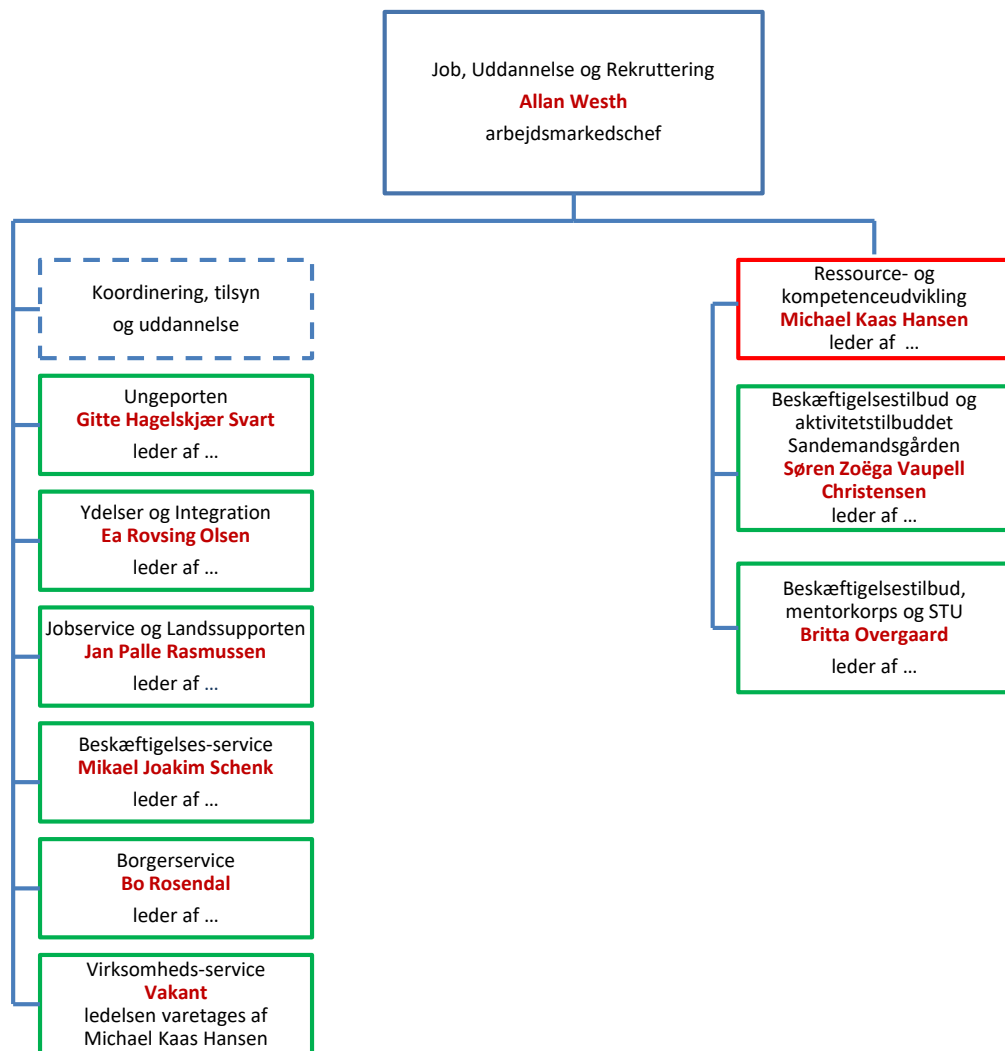 Job, Uddannelse og Rekruttering
Allan Westh
arbejdsmarkedschef
Koordinering, tilsyn
og uddannelse
Ungeporten
Gitte Hagelskjær Svart
leder af ...
Ydelser og Integration
Ea Rovsing Olsen
leder af ...
Jobservice og Landssupporten
Jan Palle Rasmussen
leder af ...
Beskæftigelses-service
Mikael Joakim Schenk
leder af ...
Borgerservice
Bo Rosendal
leder af ...
Virksomheds-service
Vakant
ledelsen varetages af
Michael Kaas Hansen
Ressource- og
kompetenceudvikling
Michael Kaas Hansen
leder af ...
Beskæftigelsestilbud og
aktivitetstilbuddet
Sandemandsgården
Søren Zoëga Vaupell
Christensen
leder af ...
Beskæftigelsestilbud,
mentorkorps og STU
Britta Overgaard
leder af ...